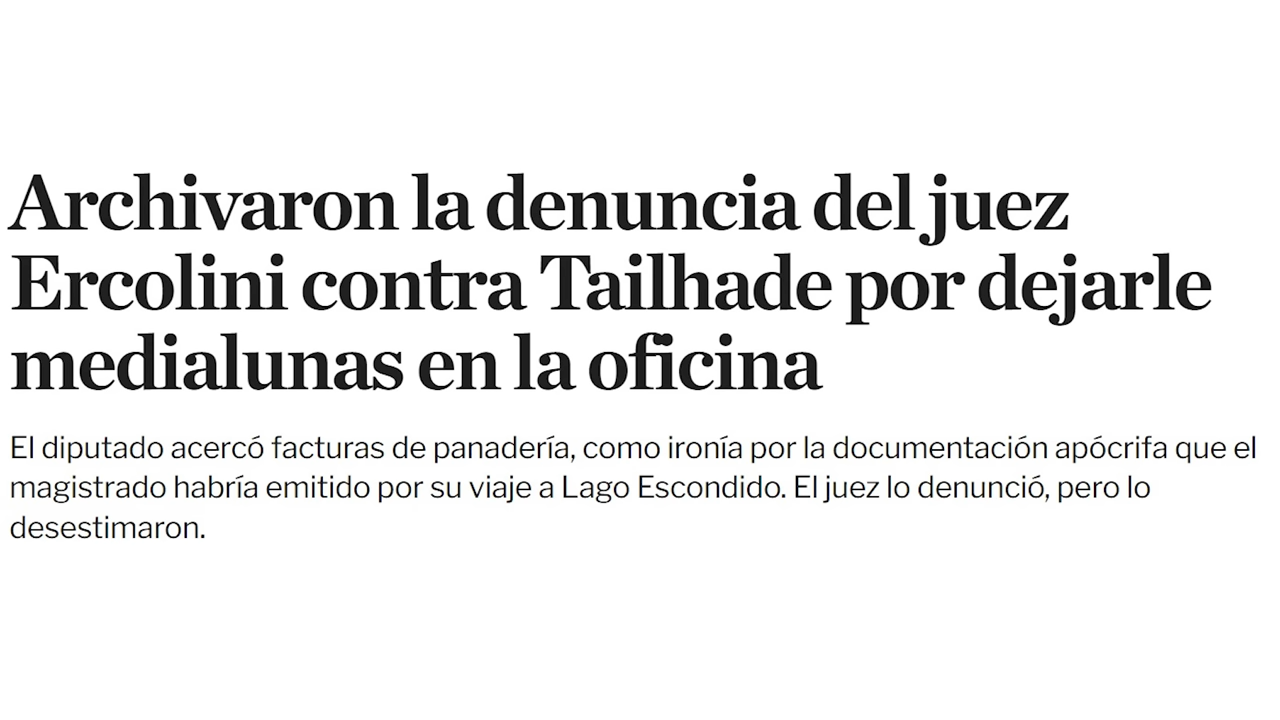 Archivaron la denuncia del juez
Ercolini contra Tailhade por dejarle
medialunas en la oficina
El diputado acercó facturas de panadería, como ironía por la documentación apócrifa que el
magistrado habría emitido por su viaje a Lago Escondido. El juez lo denunció, pero lo
desestimaron.